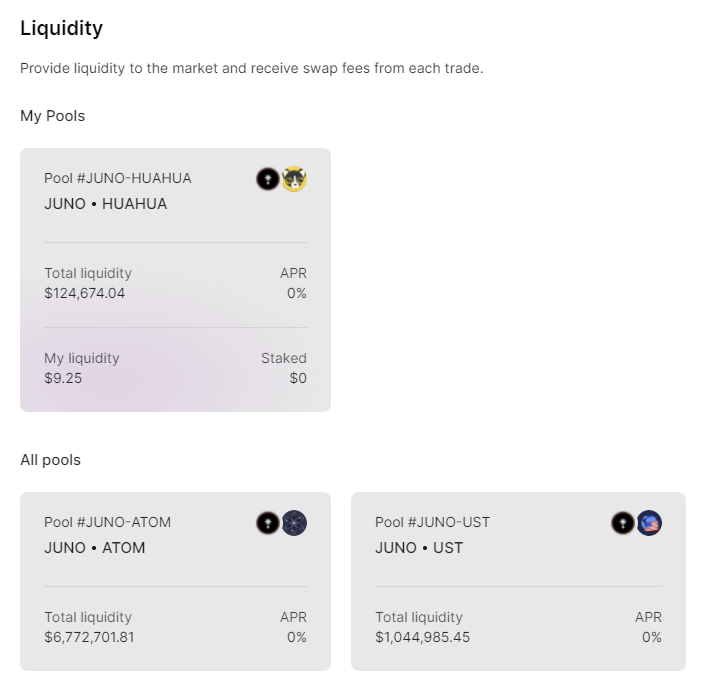 Liquidity
Provide liquidity to the market and receive swap fees from each trade.
My Pools
Pool #JUNO-HUAHUA
JUNO • HUAHUA
Total liquidity APR
$124,674.04 0%
My liquidity Staked
$9.25 $0
All pools
Pool #JUNO-ATOM
JUNO • ATOM
Total liquidity APR
$6,772,701.81 0%
Pool #JUNO-UST
JUNO • UST
Total liquidity APR
$1,044,985.45 0%